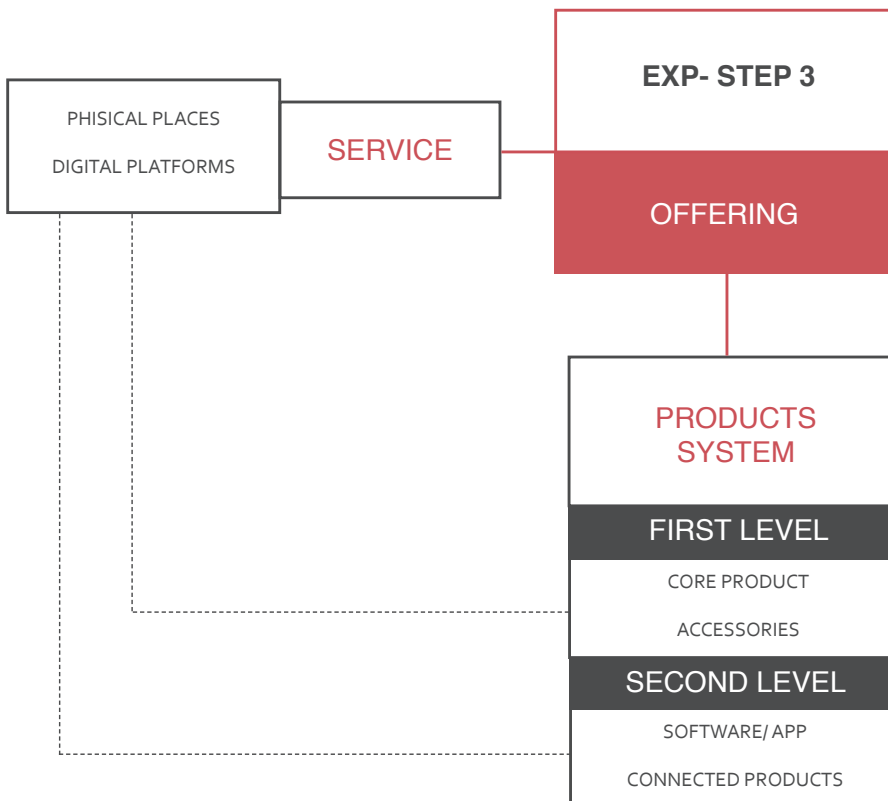 EXP- STEP 3
PHISICAL PLACES
DIGITAL PLATFORMS
SERVICE
OFFERING
PRODUCTS
SYSTEM
FIRST LEVEL
CORE PRODUCT
ACCESSORIES
SECOND LEVEL
SOFTWARE/ APP
CONNECTED PRODUCTS